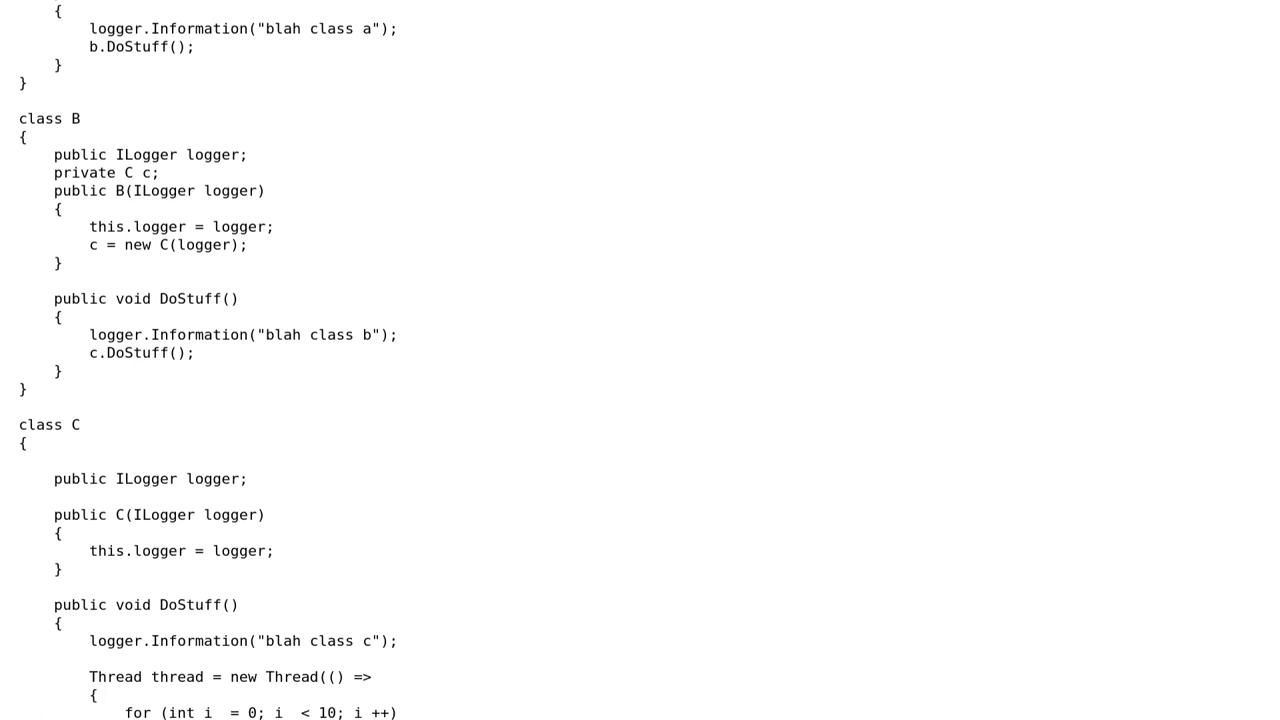 {
        logger.Information("blah class a");
        b.DoStuff();
    }
}

class B
{
    public ILogger logger;
    private C c;
    public B(ILogger logger)
    {
        this.logger = logger;
        c = new C(logger);
    }

    public void DoStuff()
    {
        logger.Information("blah class b");
        c.DoStuff();
    }
}

class C
{

    public ILogger logger;

    public C(ILogger logger)
    {
        this.logger = logger;
    }

    public void DoStuff()
    {
        logger.Information("blah class c");

        Thread thread = new Thread(() =>
        {
            for (int i  = 0; i  < 10; i ++)